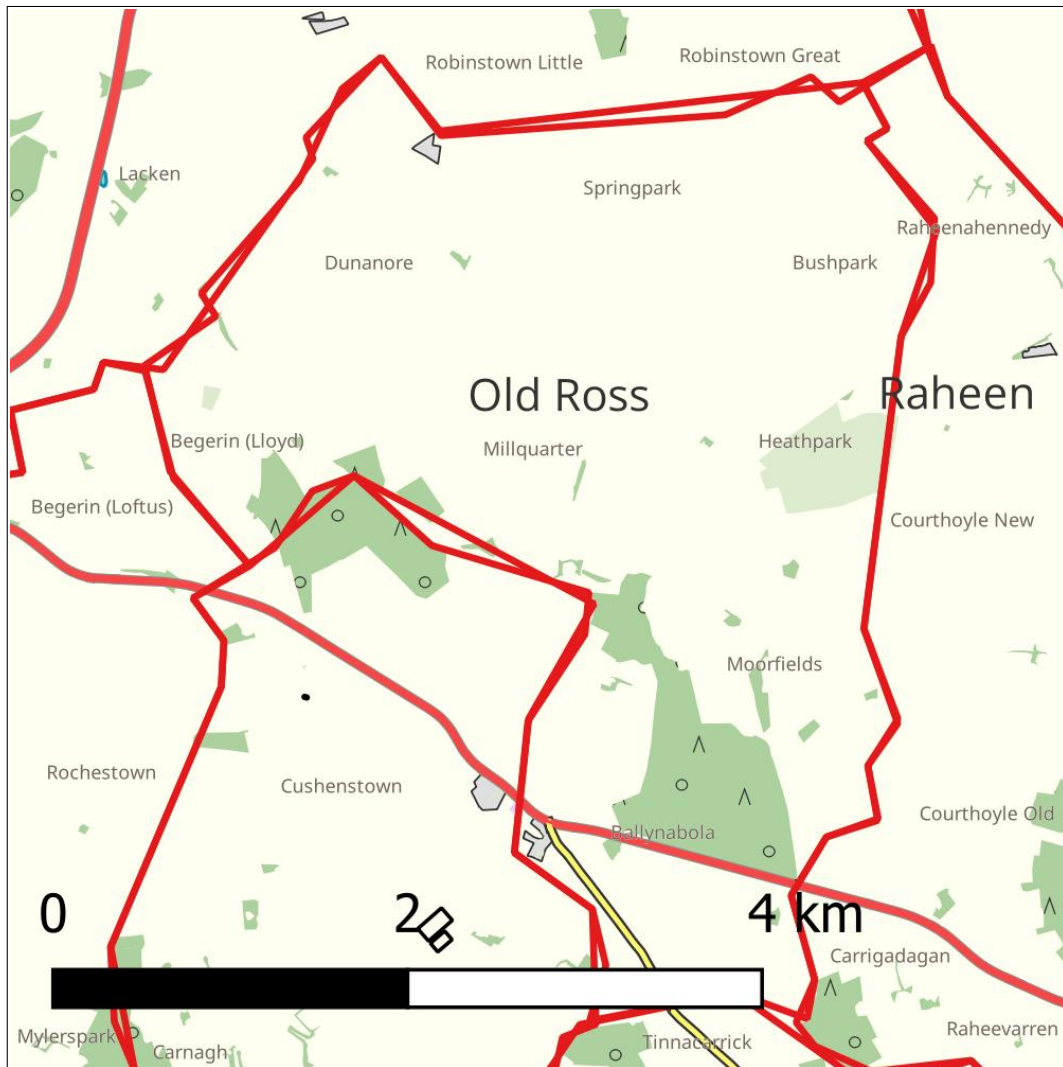 Robinstown Little
Robinstown Great
Lacken
Springpark
Raheenahennedy
Dunanore
Bushpark
Old Ross
Raheen
Begerin (Lloyd)
Millquarter
Heathpark
Begerin (Loftus)
Courthoyle New
Moorfields
Rochestown
Cushenstown
Ballynabola
Courthoyle Old
0 2 4 km
Carrigadagan
Mylerspark
Carnagh
Tinnacarrick
Raheevarren